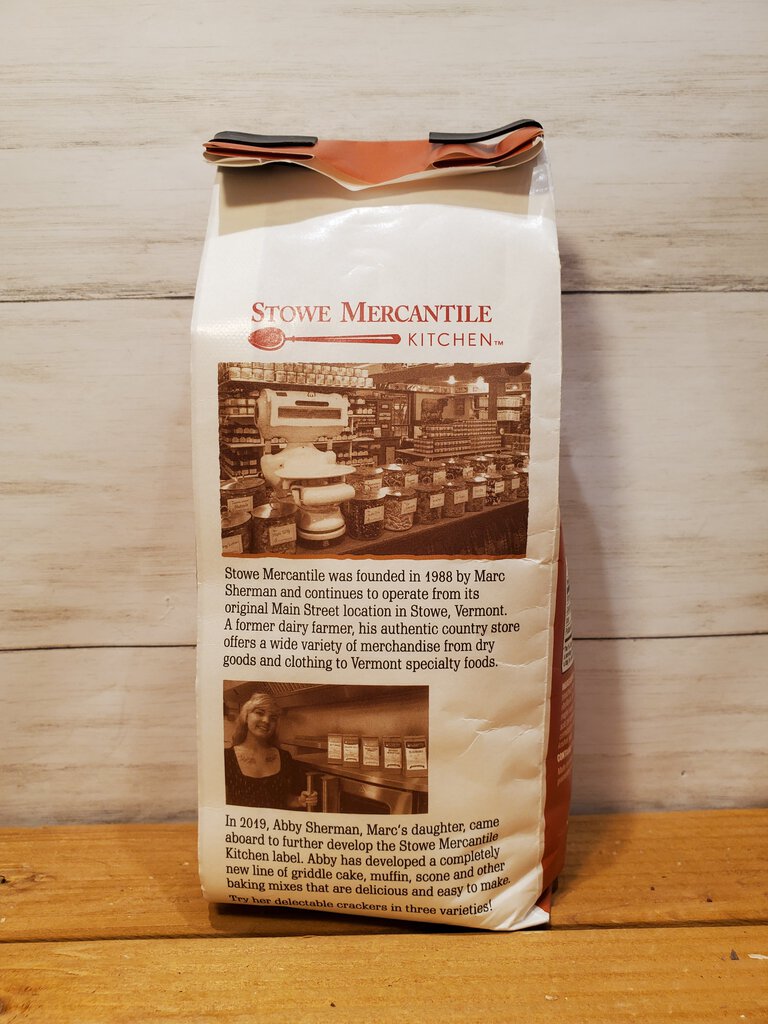 STOWE MERCANTILE
KITCHEN™
Stowe Mercantile was founded in 1988 by Marc
Sherman and continues to operate from its
original Main Street location in Stowe, Vermont.
A former dairy farmer, his authentic country store
offers a wide variety of merchandise from dry
goods and clothing to Vermont specialty foods.
In 2019, Abby Sherman, Marc's daughter, came
aboard to further develop the Stowe Mercantile
Kitchen label. Abby has developed a completely
new line of griddle cake, muffin, scone and other
baking mixes that are delicious and easy to make.
Try her delectable crackers in three varieties!